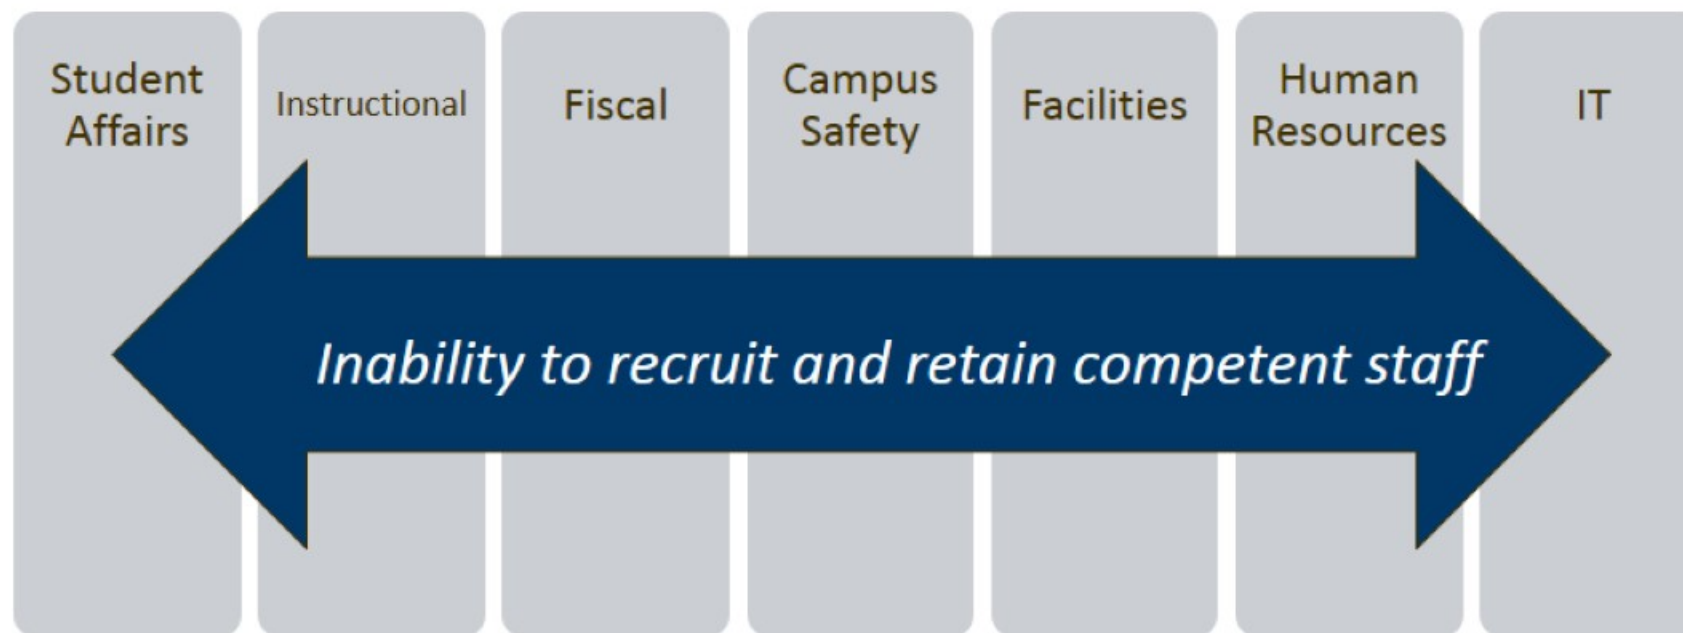 Student
Affairs
Instructional
Fiscal
Campus
Safety
Facilities
Human
Resources
IT
Inability to recruit and retain competent staff